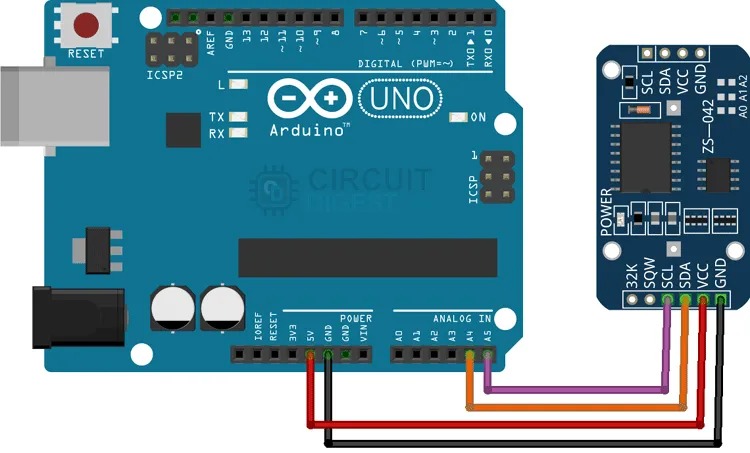 RESET
ICSP2
AREF
GND
13
12
~11
~10
~9
8
7
~6
~5
4
~3
2
TXO▶1
RXO◀0
DIGITAL (PWM=~)
L
TX
RX
UNO
Arduino™
ON
1
ICSP
CIRCUIT
DIGEST
POWER
ANALOG IN
IOREF
RESET
3V3
5V
GND
GND
VIN
A0
A1
A2
A3
A4
A5
SCL
SDA
VCC
GND
A0 A1 A2
ZS-042
POWER
32K
SQW
SCL
SDA
VCC
GND